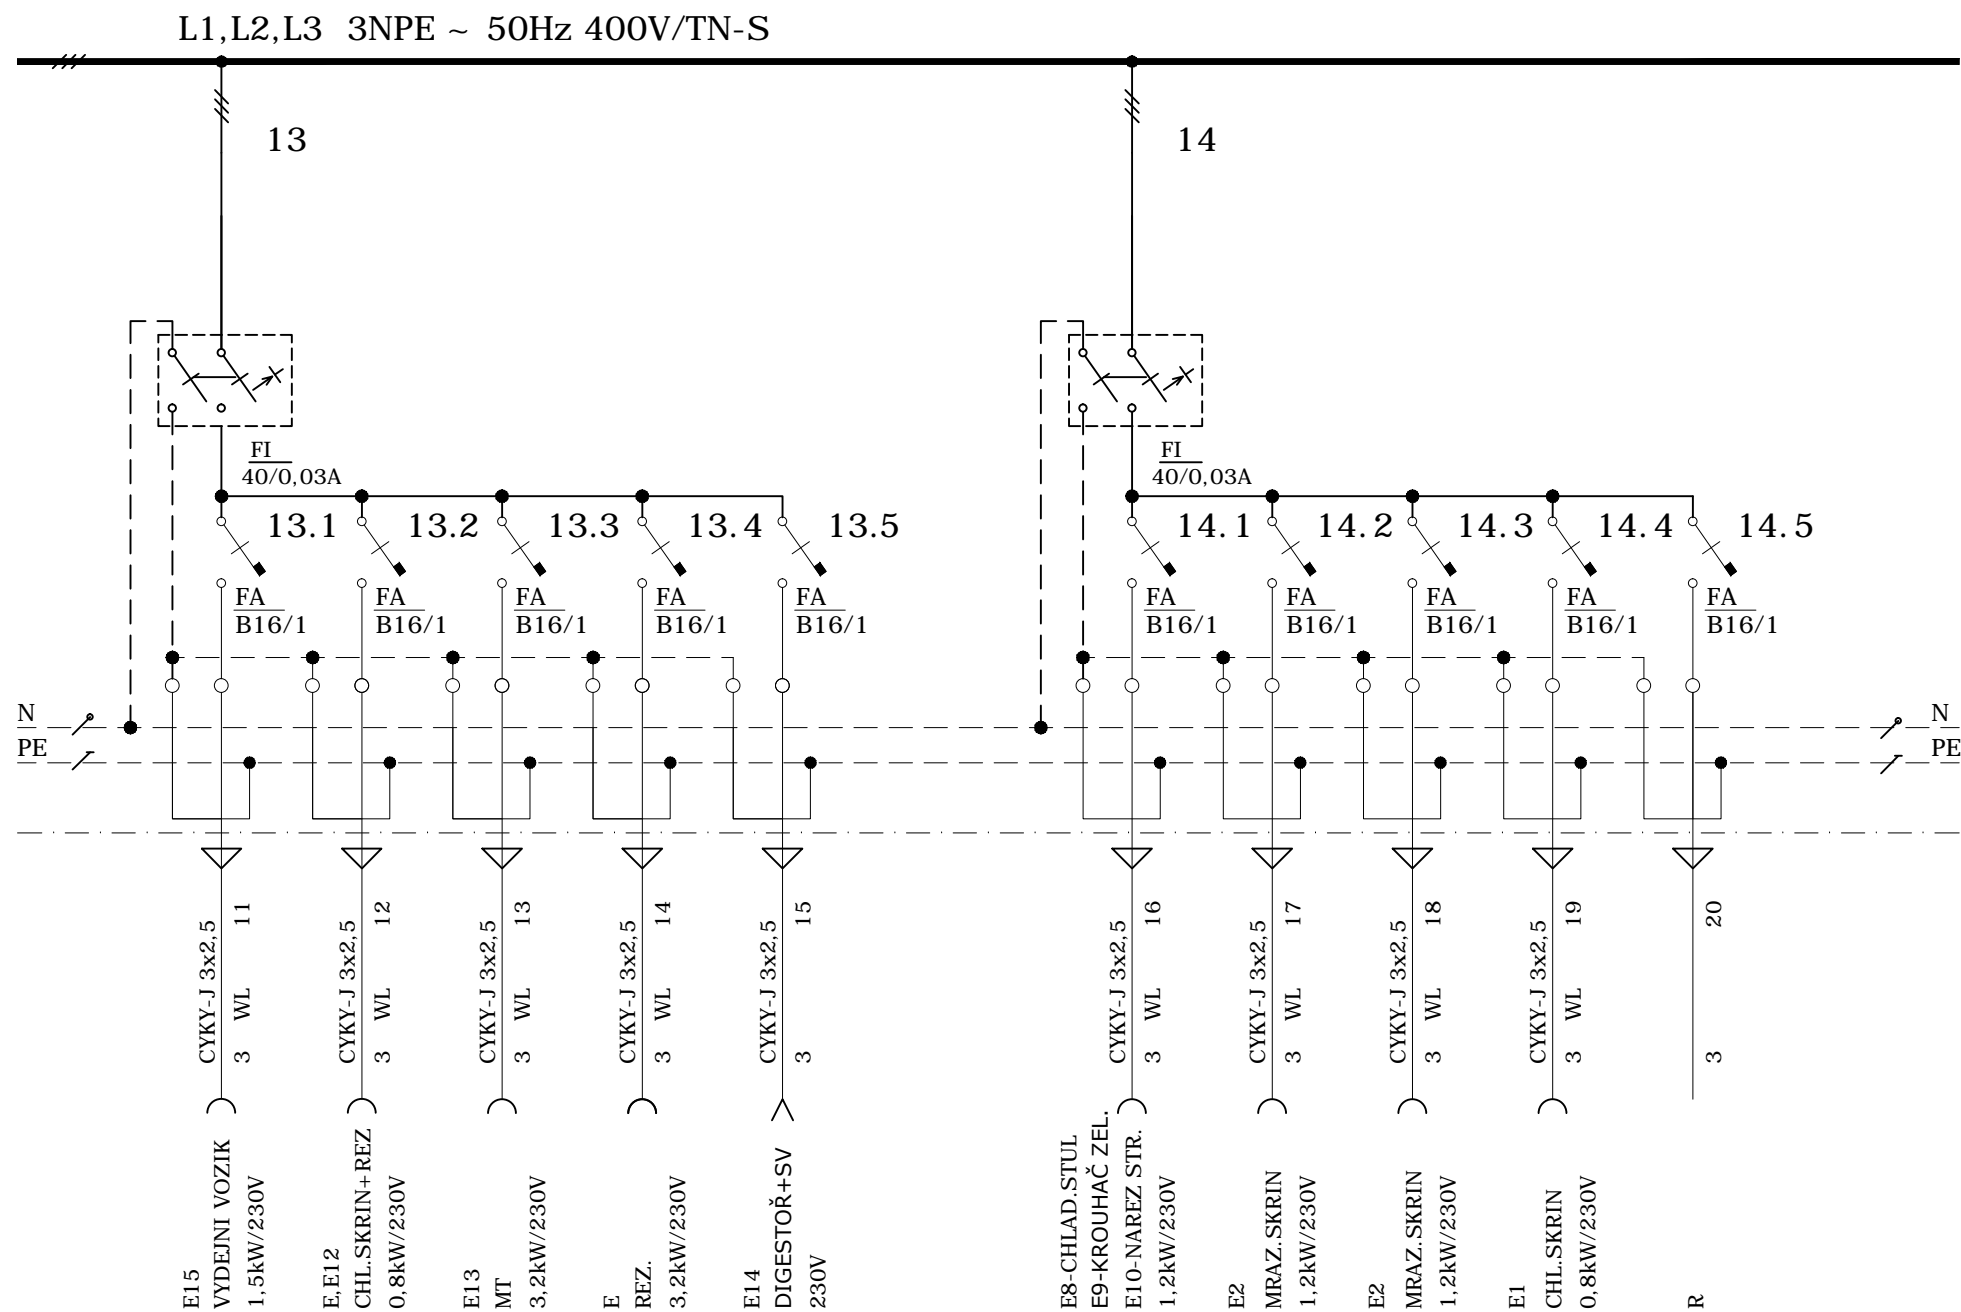 L1,L2,L3 3NPE ~ 50Hz 400V/TN-S
13
14
FI
40/0,03A
FI
40/0,03A
13.1
13.2
13.3
13.4
13.5
14.1
14.2
14.3
14.4
14.5
FA
B16/1
FA
B16/1
FA
B16/1
FA
B16/1
FA
B16/1
FA
B16/1
FA
B16/1
FA
B16/1
FA
B16/1
FA
B16/1
N
N
PE
PE
CYKY-J 3x2,5
3 WL 11
CYKY-J 3x2,5
3 WL 12
CYKY-J 3x2,5
3 WL 13
CYKY-J 3x2,5
3 WL 14
CYKY-J 3x2,5
3 15
CYKY-J 3x2,5
3 WL 16
CYKY-J 3x2,5
3 WL 17
CYKY-J 3x2,5
3 WL 18
CYKY-J 3x2,5
3 WL 19
3 20
E15
VYDEJNI VOZIK
1,5kW/230V
E,E12
CHL.SKRIN+REZ
0,8kW/230V
E13
MT
3,2kW/230V
E
REZ.
3,2kW/230V
E14
DIGESTOŘ+SV
230V
E8-CHLAD.STUL
E9-KROUHAČ ZEL.
E10-NAREZ STR.
1,2kW/230V
E2
MRAZ.SKRIN
1,2kW/230V
E2
MRAZ.SKRIN
1,2kW/230V
E1
CHL.SKRIN
0,8kW/230V
R